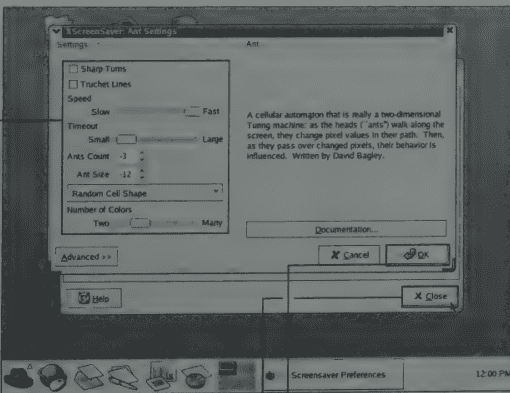 XScreenSaver: Ant Settings
Settings
Ant
Sharp Turns
Truchet Lines
Speed
Slow Fast
Timeout
Small Large
Ants Count -3
Ant Size -12
Random Cell Shape
Number of Colors
Two Many
A cellular automaton that is really a two-dimensional
Turing machine: as the heads ("ants") walk along the
screen, they change pixel values in their path. Then,
as they pass over changed pixels, their behavior is
influenced. Written by David Bagley.
Documentation...
Advanced >>
Cancel
OK
Help
Close
Screensaver Preferences
12:00 PM